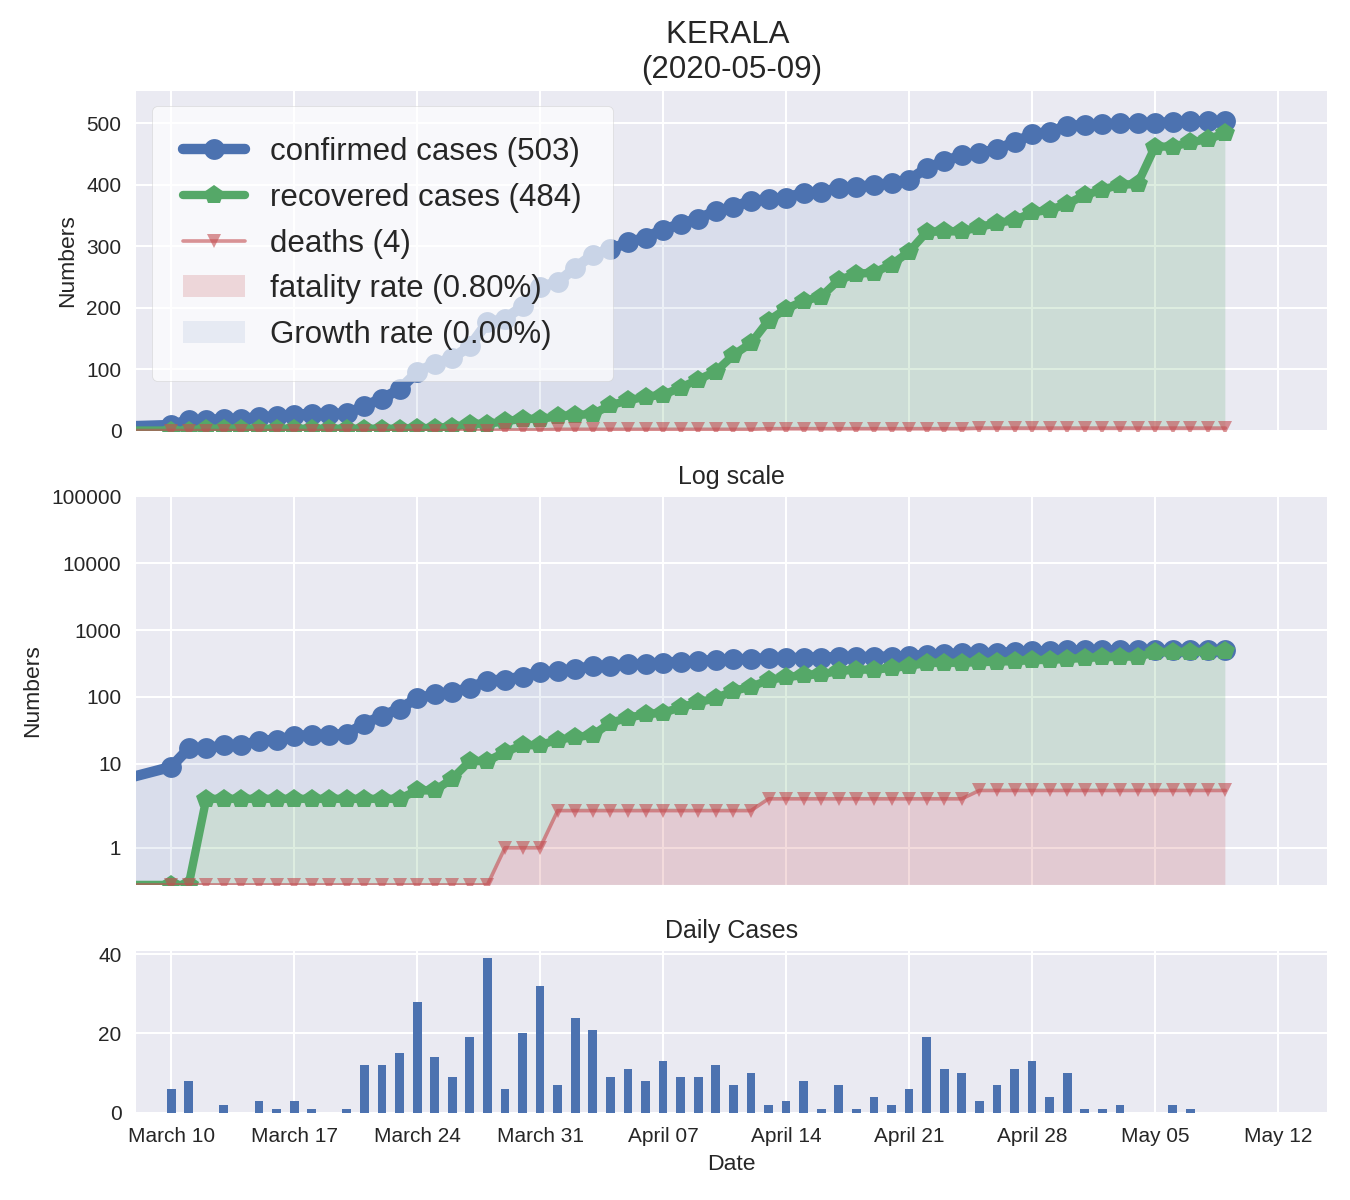 KERALA
(2020-05-09)
500
400
300
200
100
0
Numbers
confirmed cases (503)
recovered cases (484)
deaths (4)
fatality rate (0.80%)
Growth rate (0.00%)
Log scale
100000
10000
1000
100
10
1
Numbers
Daily Cases
40
20
0
March 10 March 17 March 24 March 31 April 07 April 14 April 21 April 28 May 05 May 12
Date